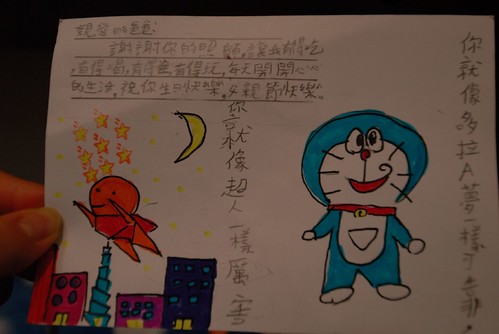 親愛的爸爸:
謝謝你的照顧,讓我有得吃
,有得喝,有得 有得玩,每天開開心心
的生活,祝你生日快樂,父親節快樂。
你就像超人一樣厲害
你就像多拉A夢一樣可靠。